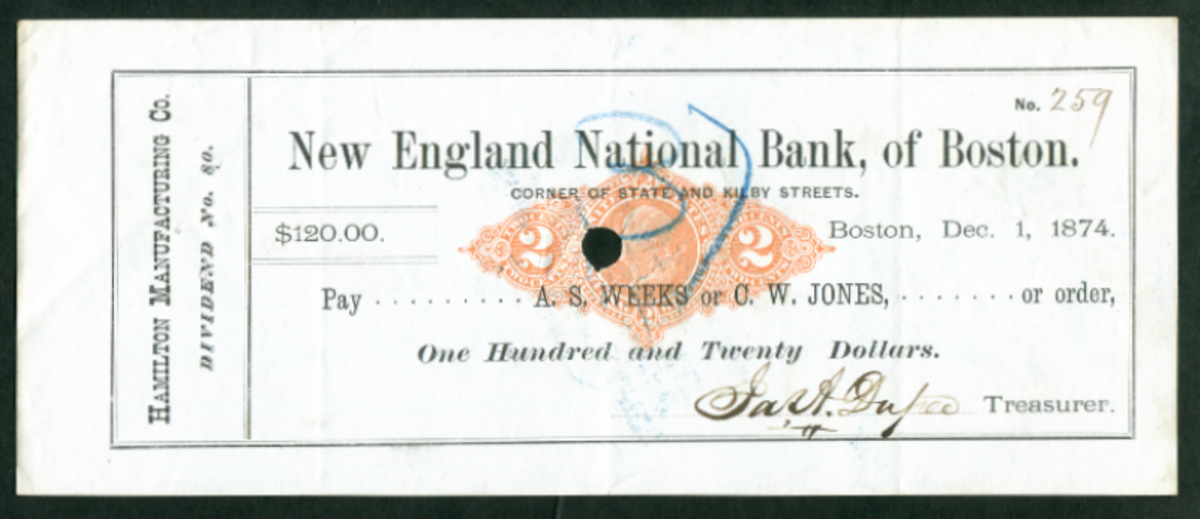 HAMILTON MANUFACTURING CO.
DIVIDEND No. 80.
No. 259
New England National Bank, of Boston.
CORNER OF STATE AND KILBY STREETS.
$120.00.
2 2
Boston, Dec. 1, 1874.
Pay . . . . . . . . . . A. S. WEEKS or C. W. JONES, . . . . . . . . or order,
One Hundred and Twenty Dollars.
Treasurer.